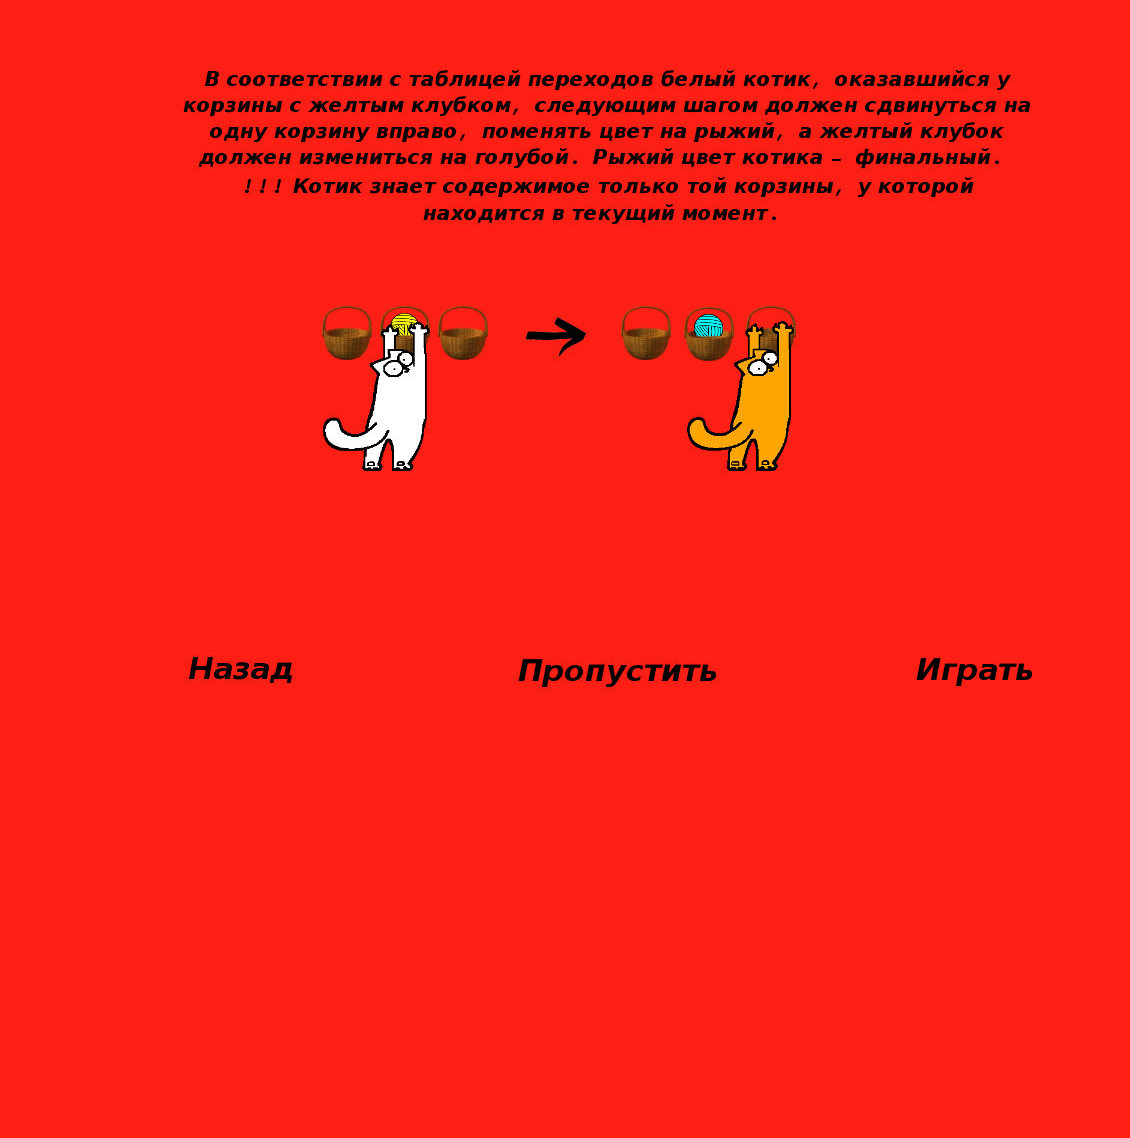 В соответствии с таблицей переходов белый котик, оказавшийся у
корзины с желтым клубком, следующим шагом должен сдвинуться на
одну корзину вправо, поменять цвет на рыжий, а желтый клубок
должен измениться на голубой. Рыжий цвет котика – финальный.
!!! Котик знает содержимое только той корзины, у которой
находится в текущий момент.
Назад
Пропустить
Играть